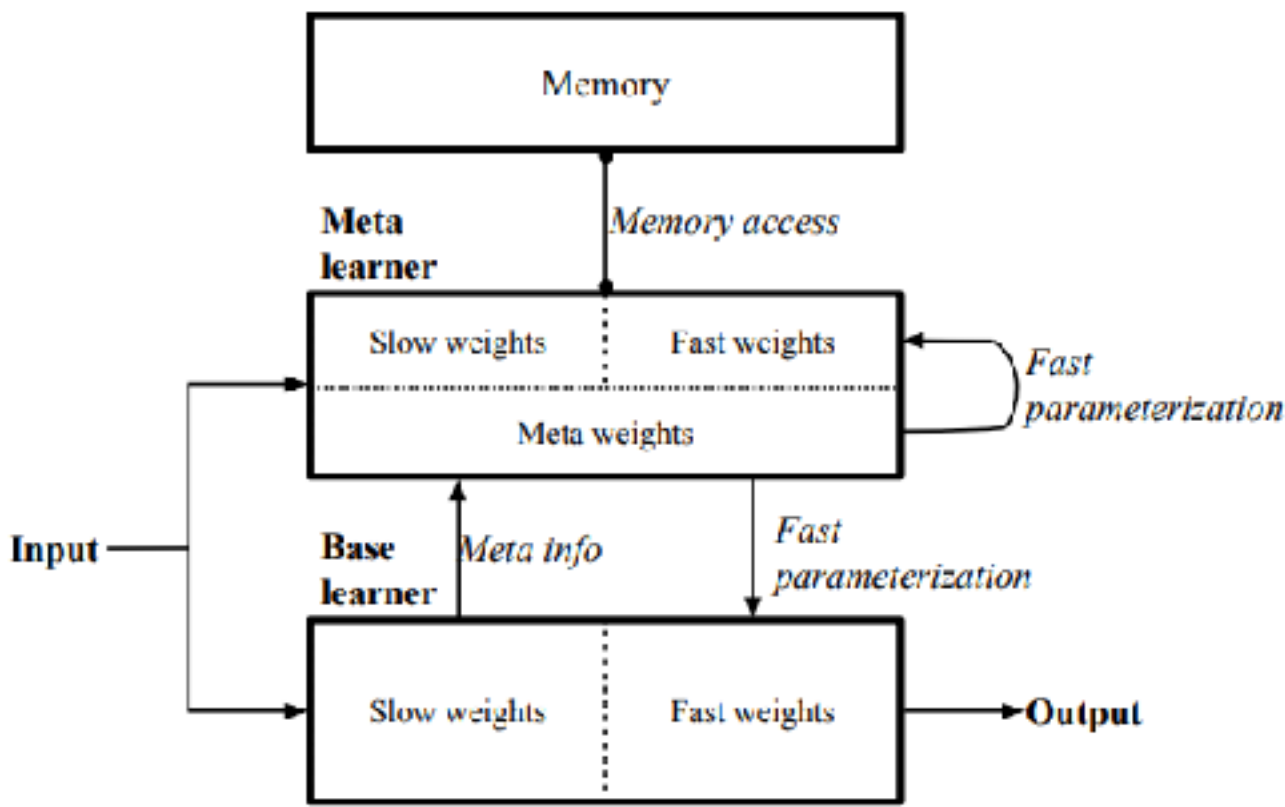 Memory
Meta
learner
Memory access
Slow weights
Fast weights
Fast
parameterization
Meta weights
Input
Base
learner
Meta info
Fast
parameterization
Slow weights
Fast weights
Output